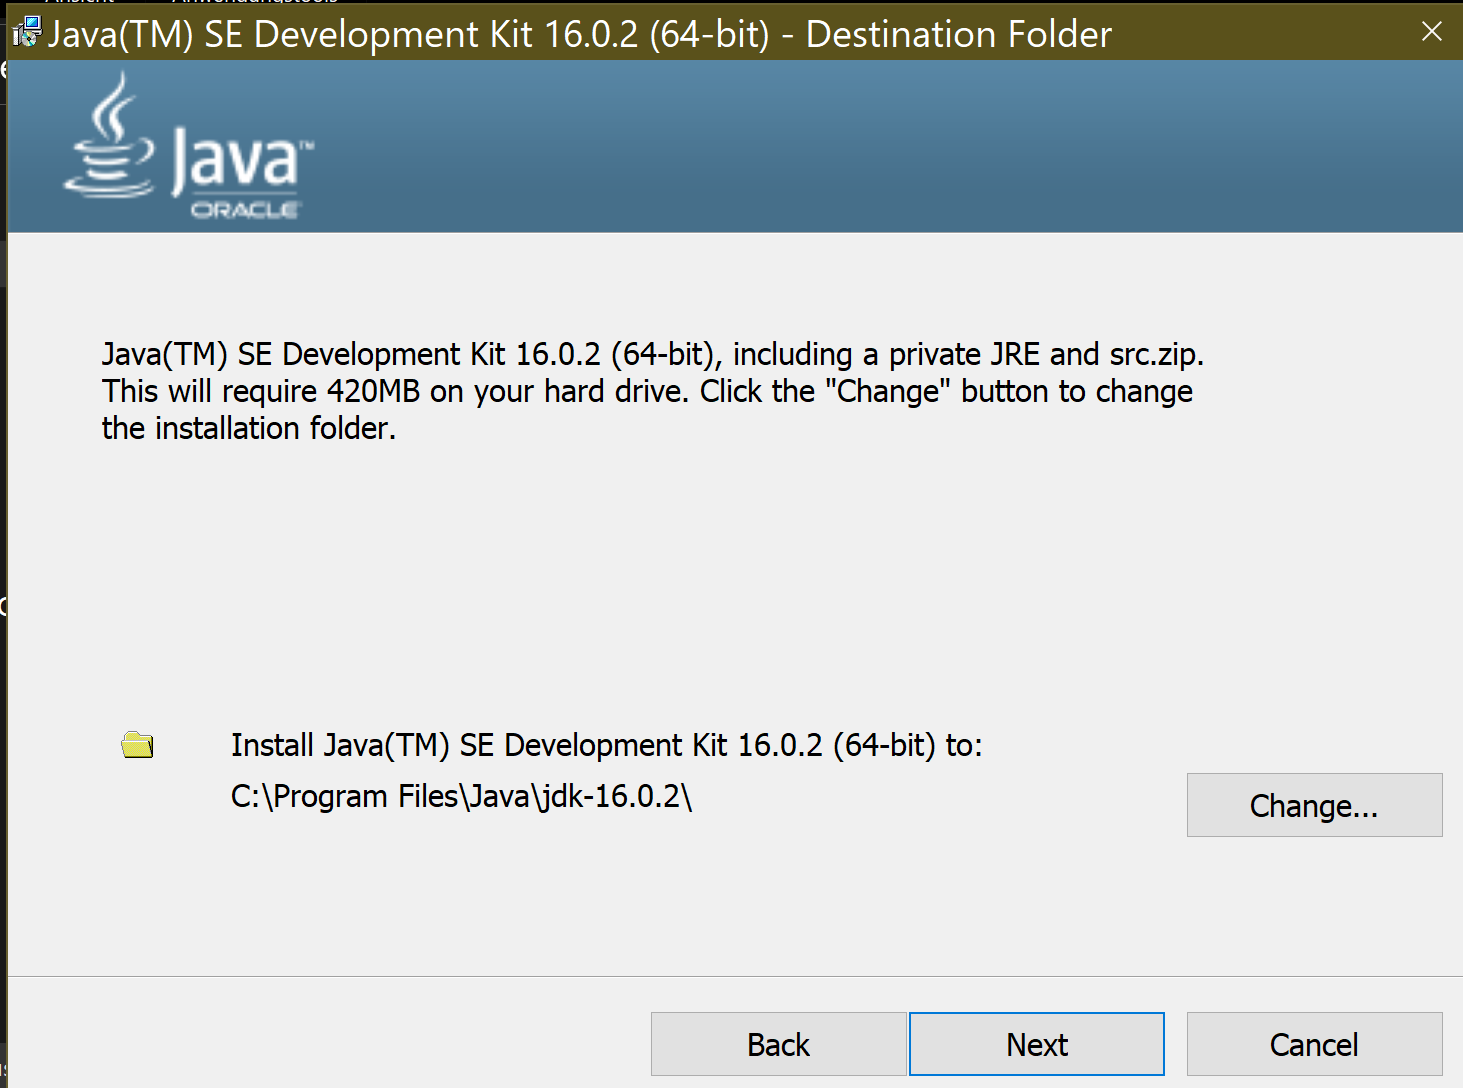 Java(TM) SE Development Kit 16.0.2 (64-bit) - Destination Folder
Java™
ORACLE
Java(TM) SE Development Kit 16.0.2 (64-bit), including a private JRE and src.zip.
This will require 420MB on your hard drive. Click the "Change" button to change
the installation folder.
Install Java(TM) SE Development Kit 16.0.2 (64-bit) to:
C:\Program Files\Java\jdk-16.0.2\
Change...
Back
Next
Cancel